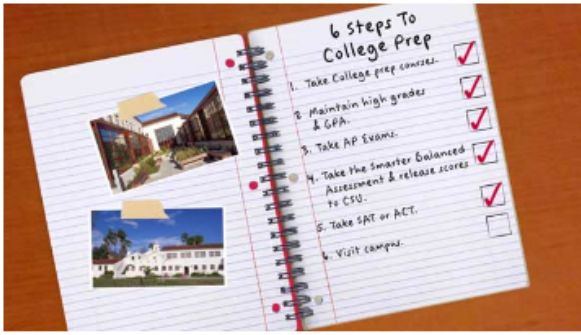 6 Steps To
College Prep
1. Take College prep courses.
2. Maintain high grades
& GPA.
3. Take AP Exams.
4. Take the Smarter Balanced
Assessment & release scores
to CSU.
5. Take SAT or ACT.
6. Visit campus.